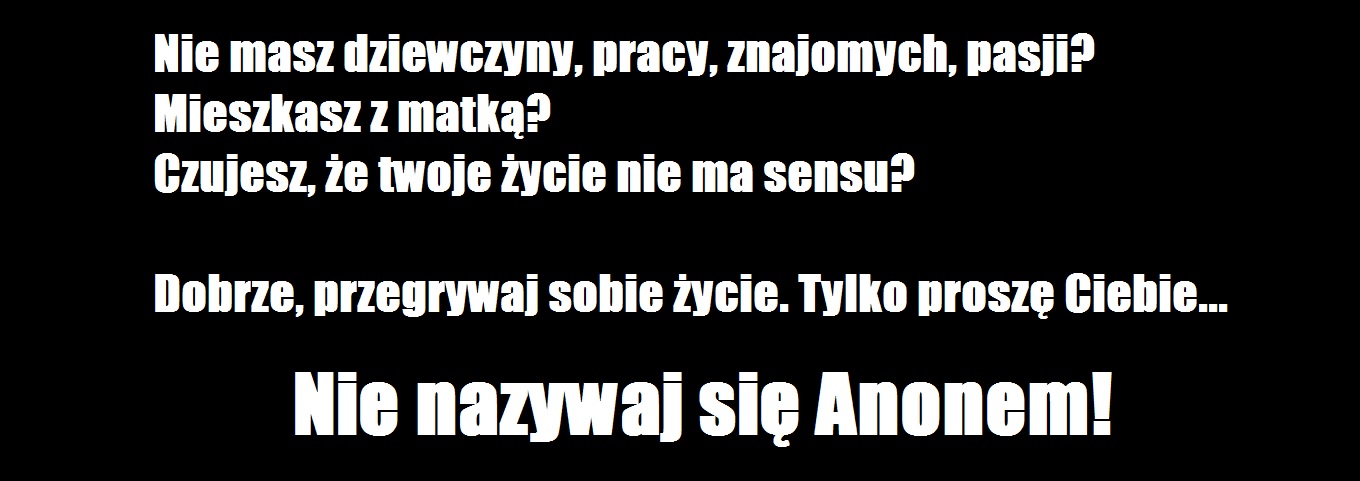 Nie masz dziewczyny, pracy, znajomych, pasji?
Mieszkasz z matką?
Czujesz, że twoje życie nie ma sensu?
Dobrze, przegrywaj sobie życie. Tylko proszę Ciebie...
Nie nazywaj się Anonem!